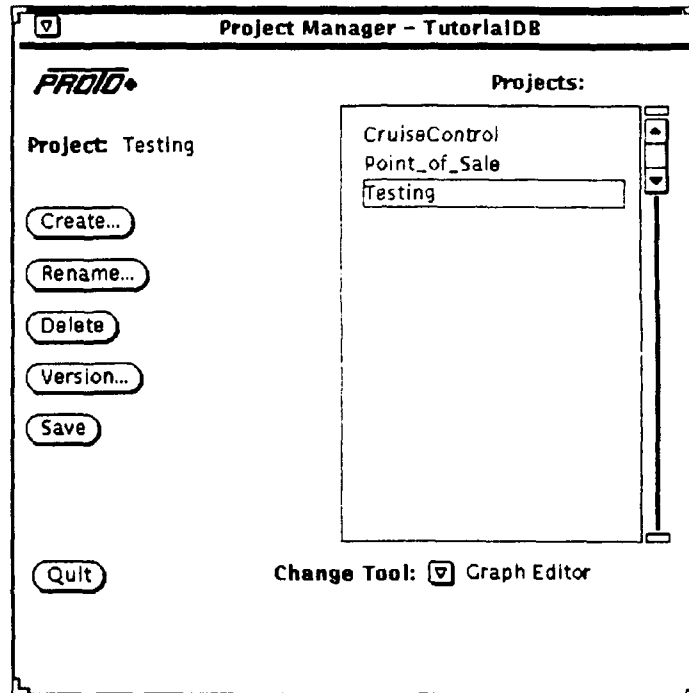 Project Manager - TutorialDB
PROTO+
Projects:
Project: Testing
CruiseControl
Point_of_Sale
Testing
Create...
Rename...
Delete
Version...
Save
Quit
Change Tool: Graph Editor